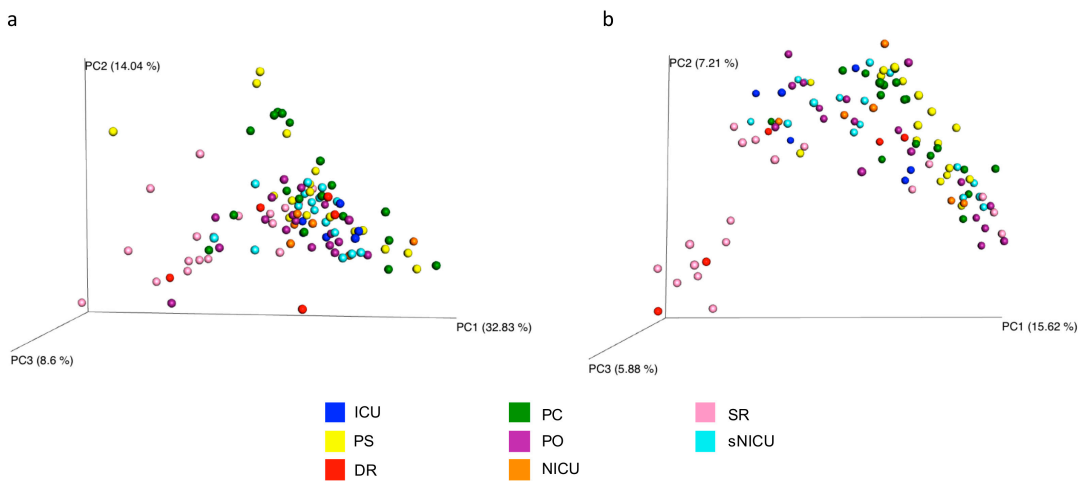 a
b
PC2 (14.04 %)
PC2 (7.21 %)
PC1 (32.83 %)
PC1 (15.62 %)
PC3 (8.6 %)
PC3 (5.88 %)
ICU
PC
SR
PS
PO
sNICU
DR
NICU